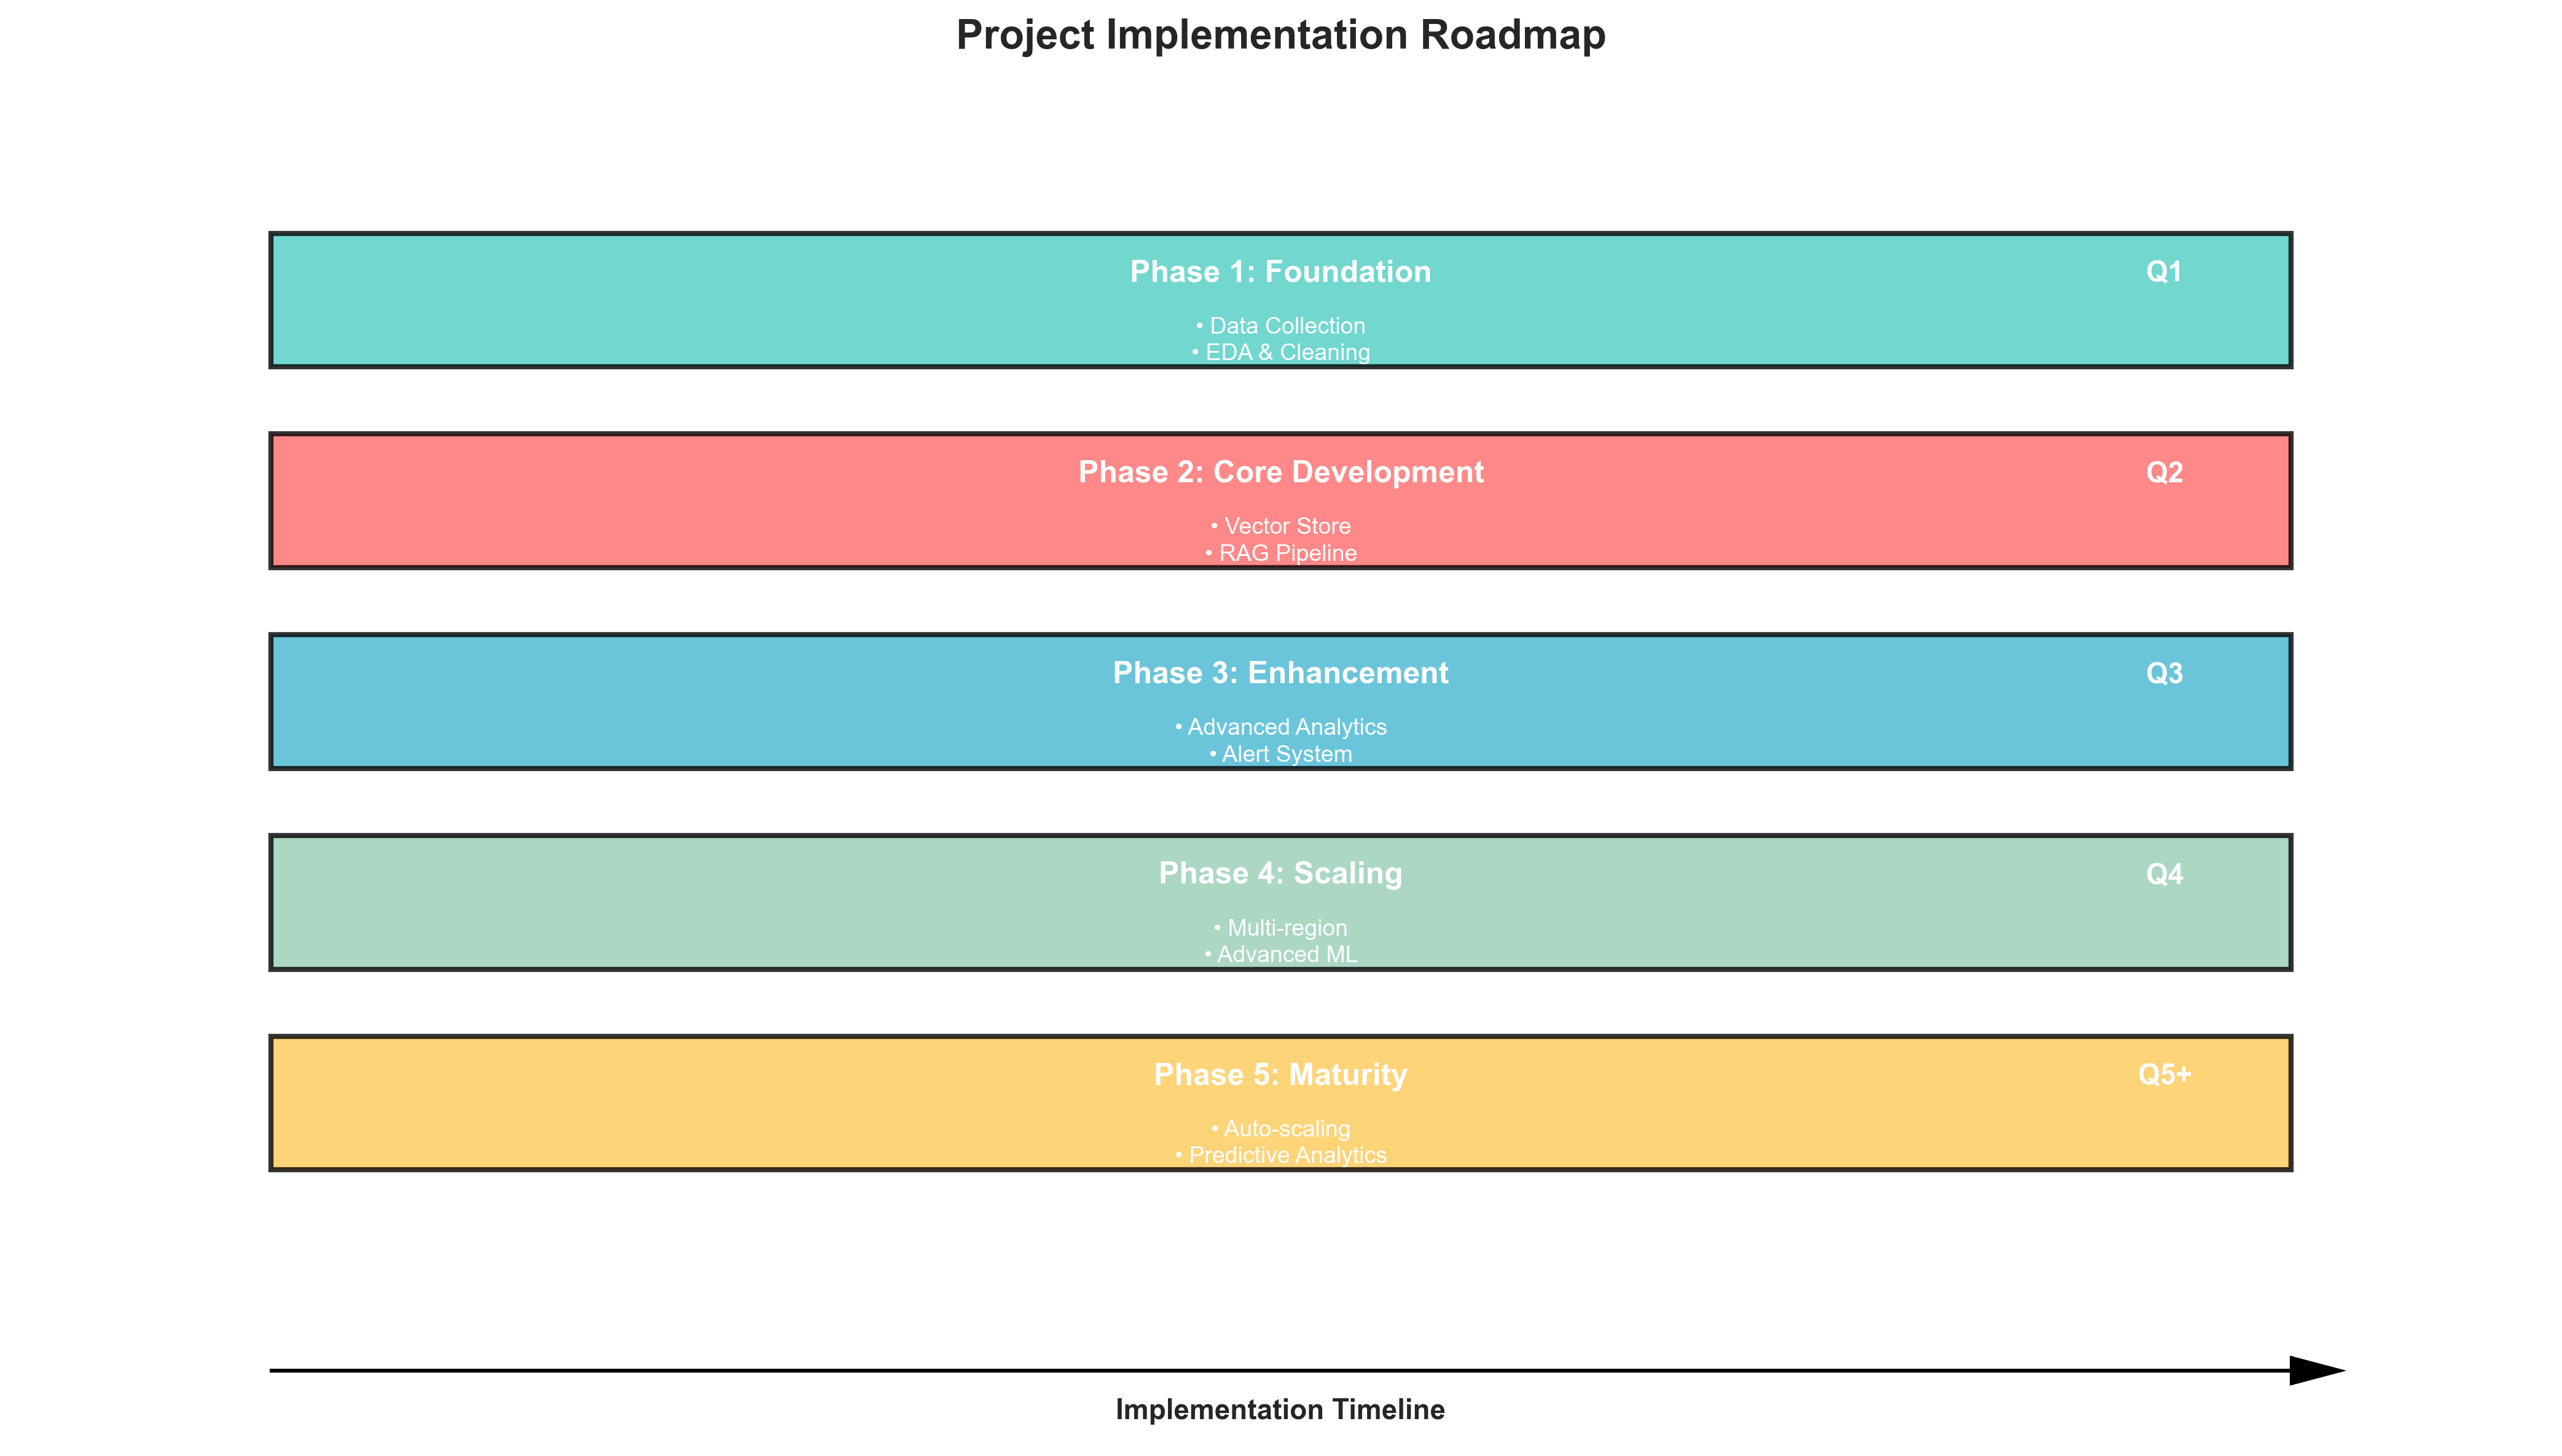 Project Implementation Roadmap
Phase 1: Foundation
Q1
• Data Collection
• EDA & Cleaning
Phase 2: Core Development
Q2
• Vector Store
• RAG Pipeline
Phase 3: Enhancement
Q3
• Advanced Analytics
• Alert System
Phase 4: Scaling
Q4
• Multi-region
• Advanced ML
Phase 5: Maturity
Q5+
• Auto-scaling
• Predictive Analytics
Implementation Timeline